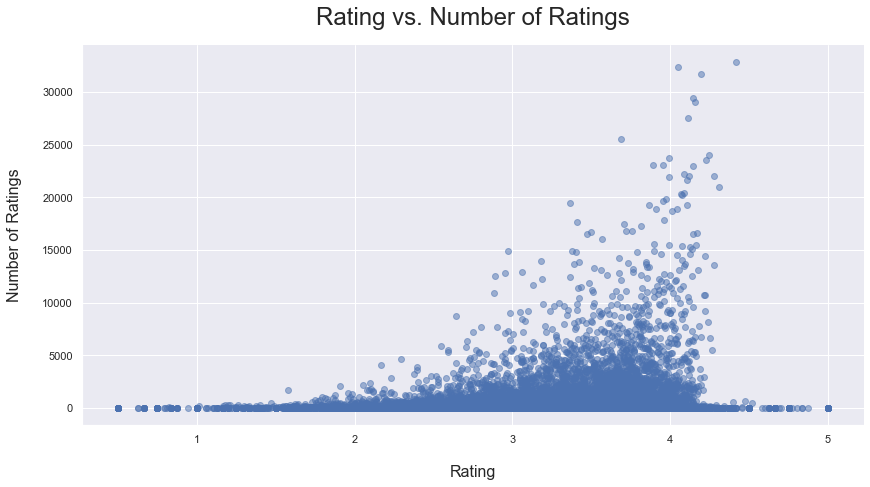 Rating vs. Number of Ratings
Number of Ratings
30000
25000
20000
15000
10000
5000
0
1 2 3 4 5
Rating